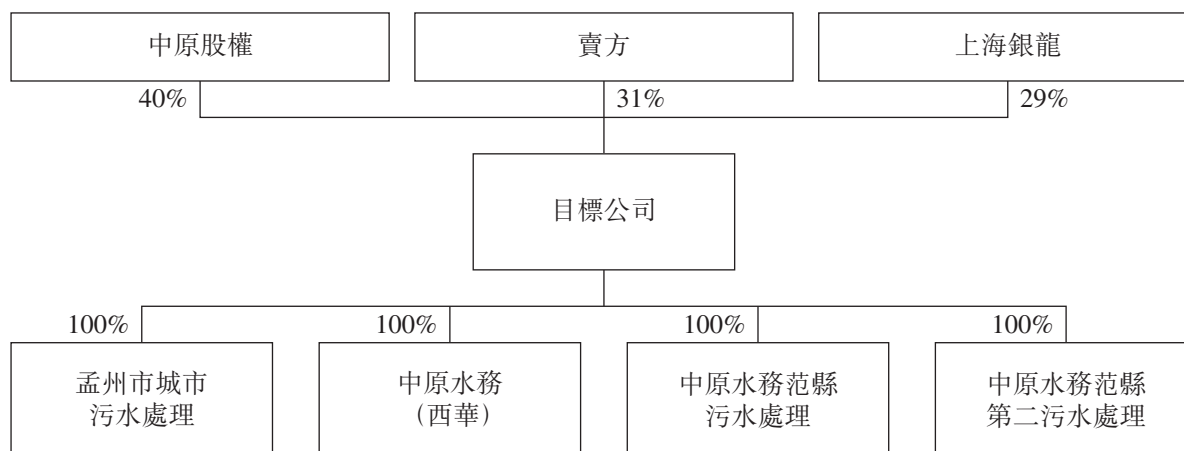 中原股權
賣方
上海銀龍
40%
31%
29%
目標公司
100%
100%
100%
100%
孟州市城市
污水處理
中原水務
（西華）
中原水務范縣
污水處理
中原水務范縣
第二污水處理